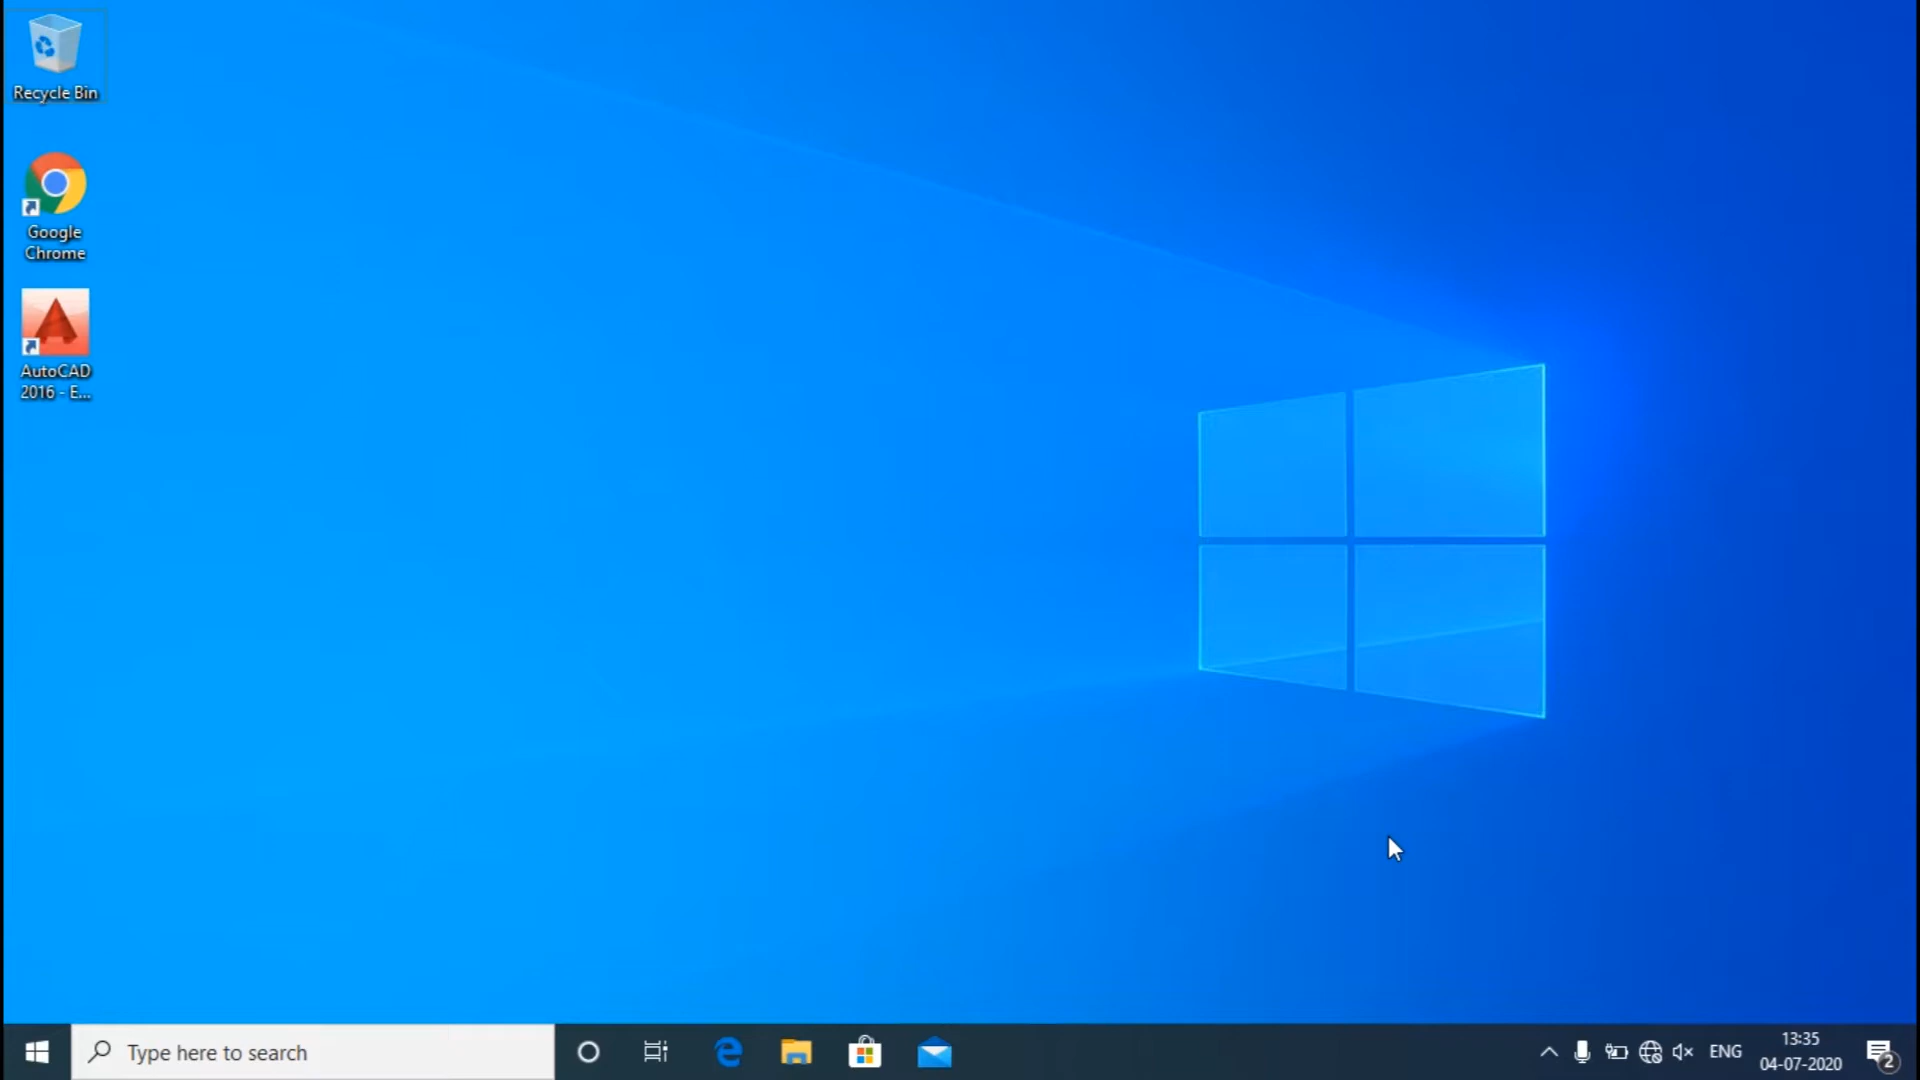 Recycle Bin
Google
Chrome
AutoCAD
2016 - E...
Type here to search
ENG
13:35
04-07-2020
2